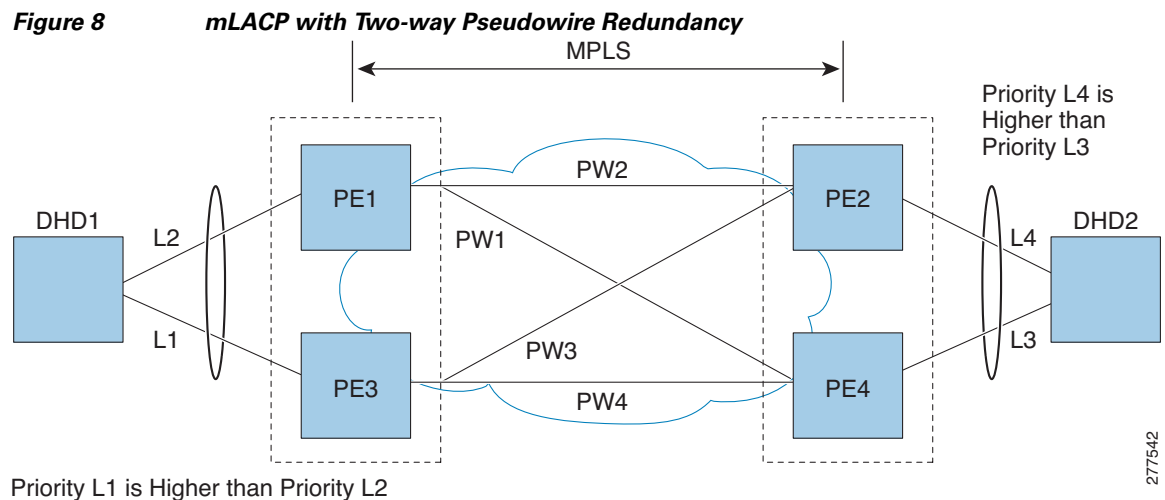 Figure 8 mLACP with Two-way Pseudowire Redundancy
MPLS
Priority L4 is
Higher than
Priority L3
PE1
PW2
PE2
DHD1
DHD2
L2
PW1
L4
L1
PW3
L3
PE3
PW4
PE4
277542
Priority L1 is Higher than Priority L2